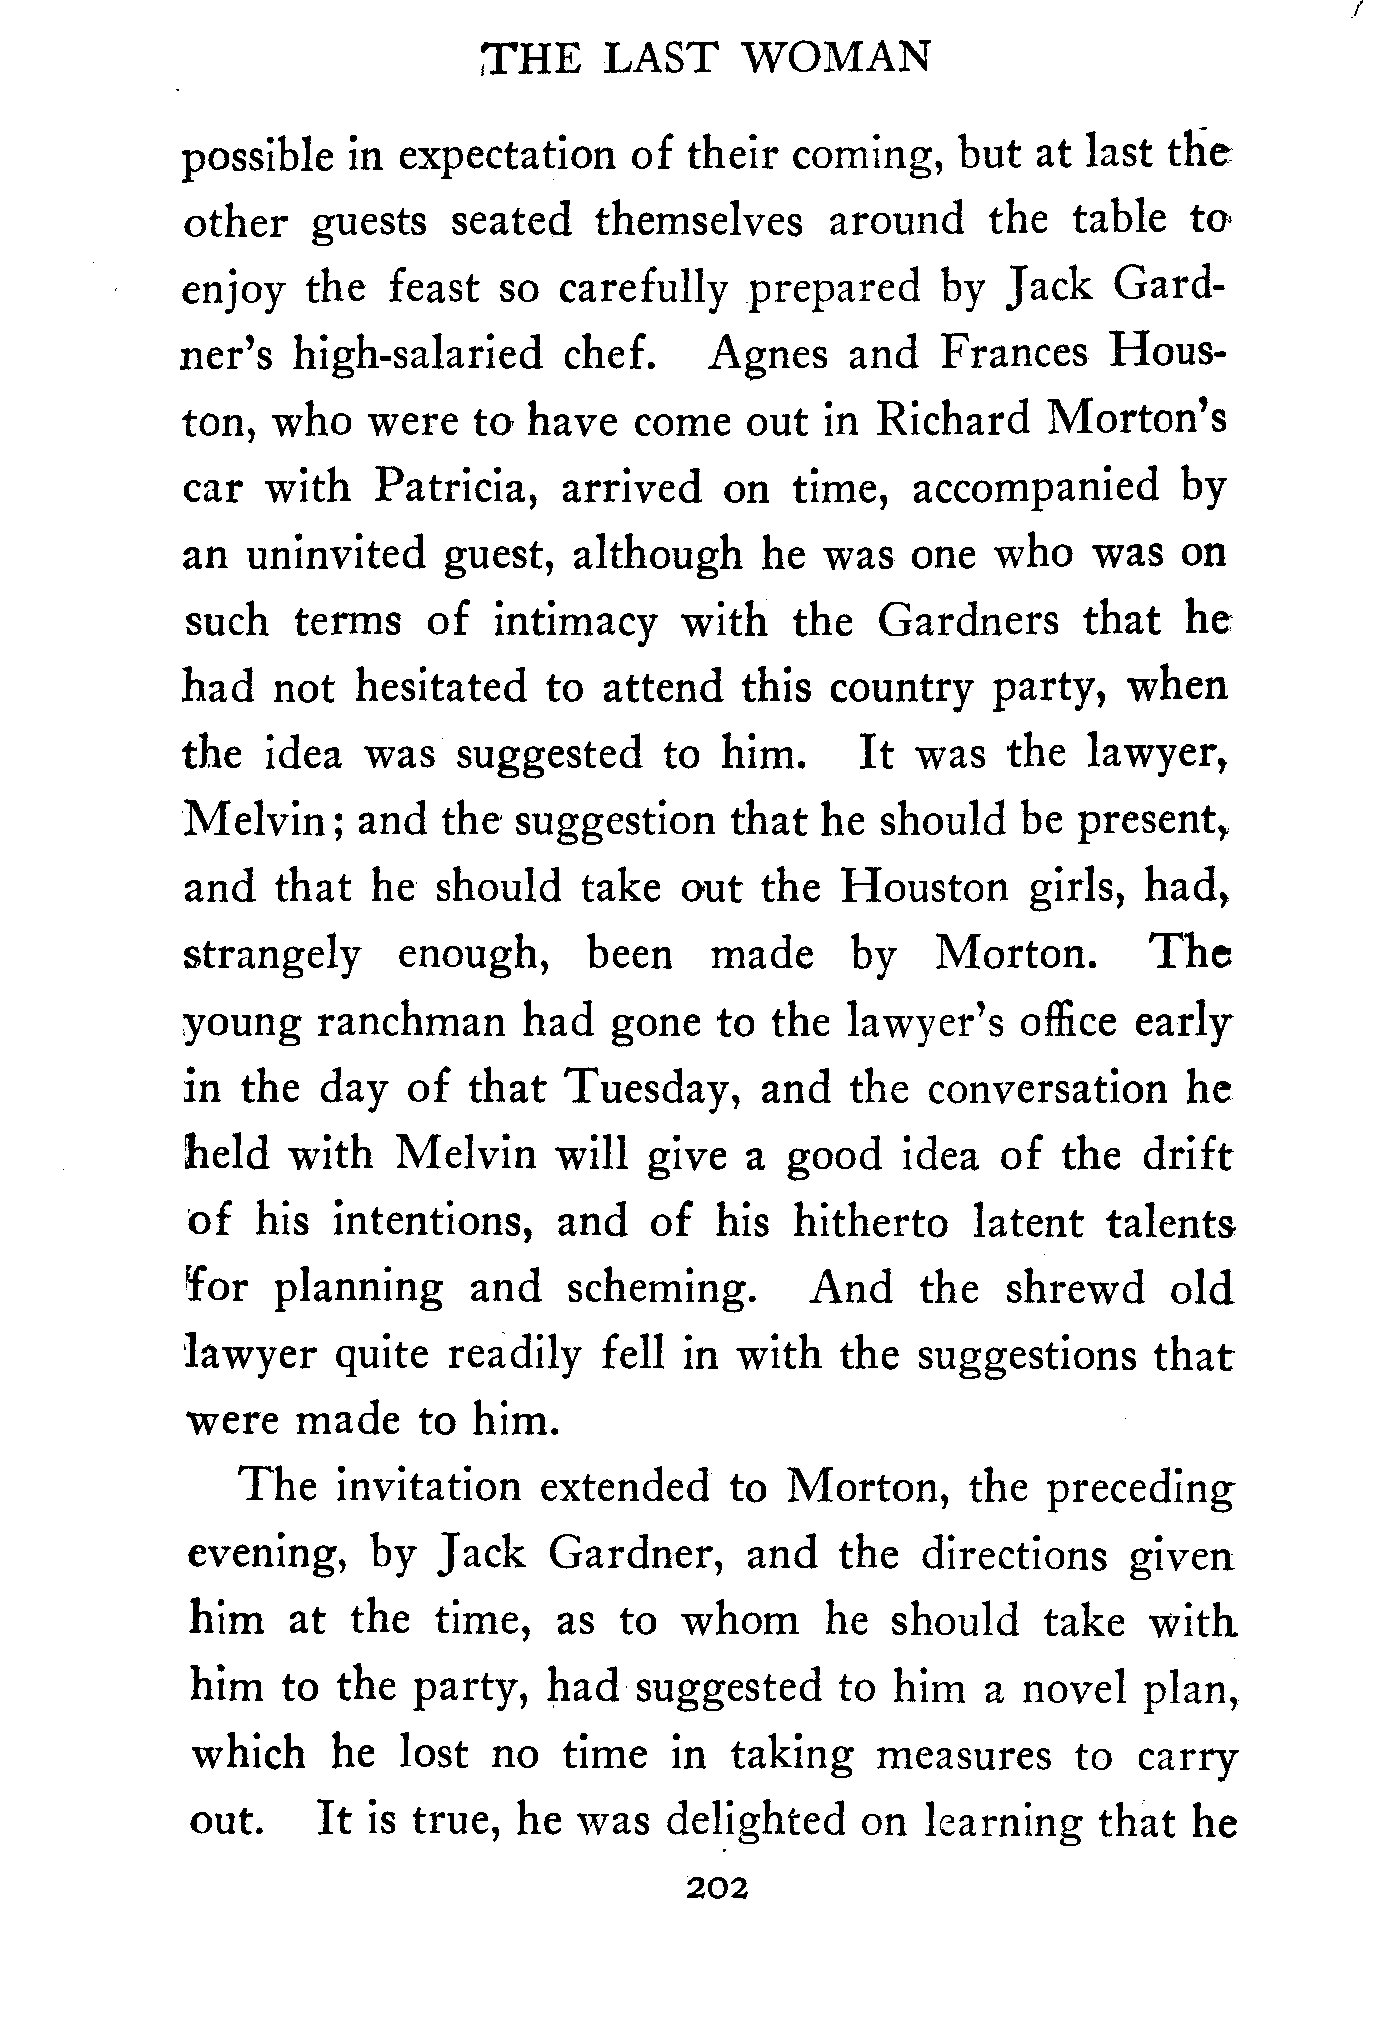 THE LAST WOMAN
possible in expectation of their coming, but at last the
other guests seated themselves around the table to
enjoy the feast so carefully prepared by Jack Gard-
ner's high-salaried chef. Agnes and Frances Hous-
ton, who were to have come out in Richard Morton's
car with Patricia, arrived on time, accompanied by
an uninvited guest, although he was one who was on
such terms of intimacy with the Gardners that he
had not hesitated to attend this country party, when
the idea was suggested to him. It was the lawyer,
Melvin; and the suggestion that he should be present,
and that he should take out the Houston girls, had,
strangely enough, been made by Morton. The
young ranchman had gone to the lawyer's office early
in the day of that Tuesday, and the conversation he
held with Melvin will give a good idea of the drift
of his intentions, and of his hitherto latent talents
for planning and scheming. And the shrewd old
lawyer quite readily fell in with the suggestions that
were made to him.
The invitation extended to Morton, the preceding
evening, by Jack Gardner, and the directions given
him at the time, as to whom he should take with
him to the party, had suggested to him a novel plan,
which he lost no time in taking measures to carry
out. It is true, he was delighted on learning that he
202